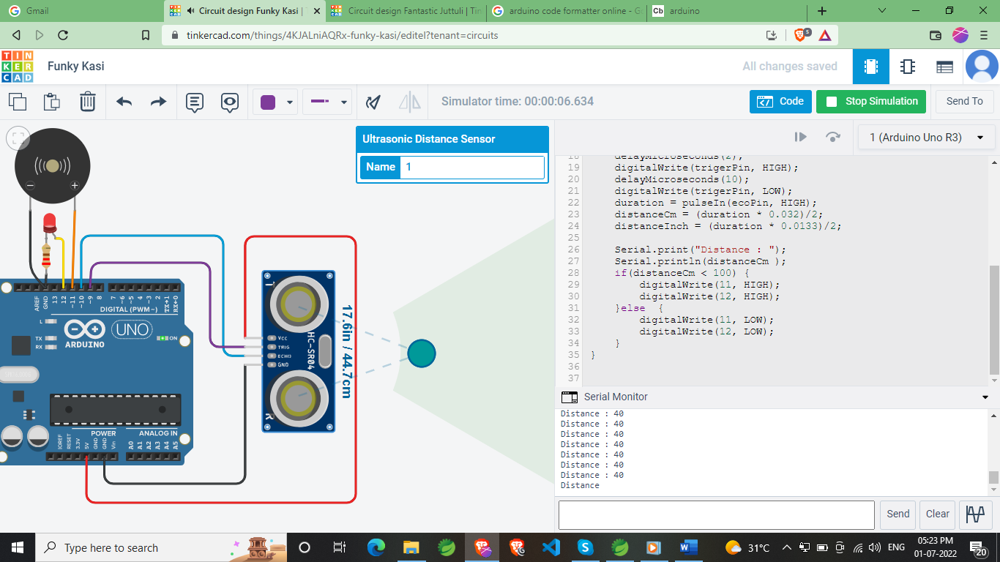 Gmail
Circuit design Funky Kasi |
Circuit design Fantastic Juttuli | Tin
arduino code formatter online - Go
arduino
tinkercad.com/things/4KJALniAQRx-funky-kasi/editel?tenant=circuits
5
TIN
KER
CAD
Funky Kasi
All changes saved
Simulator time: 00:00:06.634
Code
Stop Simulation
Send To
Ultrasonic Distance Sensor
Name
1
1 (Arduino Uno R3)
18 delayMicroseconds(2);
19 digitalWrite(trigerPin, HIGH);
20 delayMicroseconds(10);
21 digitalWrite(trigerPin, LOW);
22 duration = pulseIn(ecoPin, HIGH);
23 distanceCm = (duration * 0.032)/2;
24 distanceInch = (duration * 0.0133)/2;
25
26 Serial.print("Distance : ");
27 Serial.println(distanceCm );
28 if(distanceCm < 100) {
29 digitalWrite(11, HIGH);
30 digitalWrite(12, HIGH);
31 }else {
32 digitalWrite(11, LOW);
33 digitalWrite(12, LOW);
34 }
35 }
36
37
AREF
GND
13
12
~11
~10
~9
8
7
~6
~5
4
~3
2
TX→1
RX←0
DIGITAL (PWM~)
L
TX
RX
ARDUINO
UNO
ON
POWER
ANALOG IN
IOREF
RESET
3.3V
5V
GND
GND
Vin
A0
A1
A2
A3
A4
A5
T
VCC
TRIG
ECHO
GND
HC-SR04
R
17.6in / 44.7cm
Serial Monitor
Distance : 40
Distance : 40
Distance : 40
Distance : 40
Distance : 40
Distance : 40
Distance : 40
Distance
Send
Clear
Type here to search
31°C
ENG
05:23 PM
01-07-2022
20